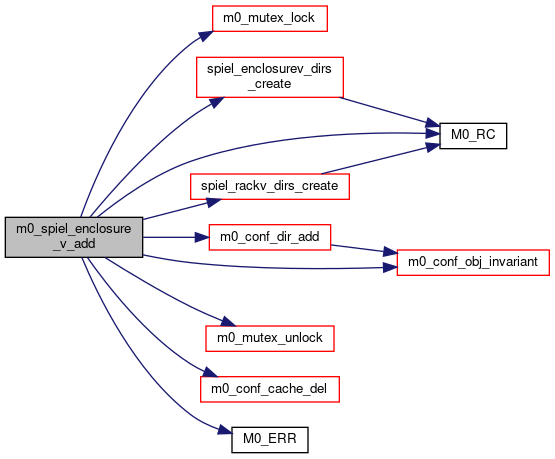 m0_mutex_lock
spiel_enclosurev_dirs
_create
M0_RC
spiel_rackv_dirs_create
m0_spiel_enclosure
_v_add
m0_conf_dir_add
m0_conf_obj_invariant
m0_mutex_unlock
m0_conf_cache_del
M0_ERR